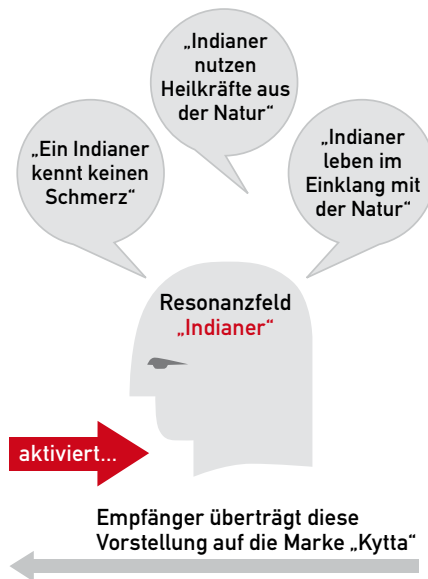 „Indianer
nutzen
Heilkräfte aus
der Natur“
„Ein Indianer
kennt keinen
Schmerz“
„Indianer
leben im
Einklang mit
der Natur“
Resonanzfeld
„Indianer“
aktiviert...
Empfänger überträgt diese
Vorstellung auf die Marke „Kytta“